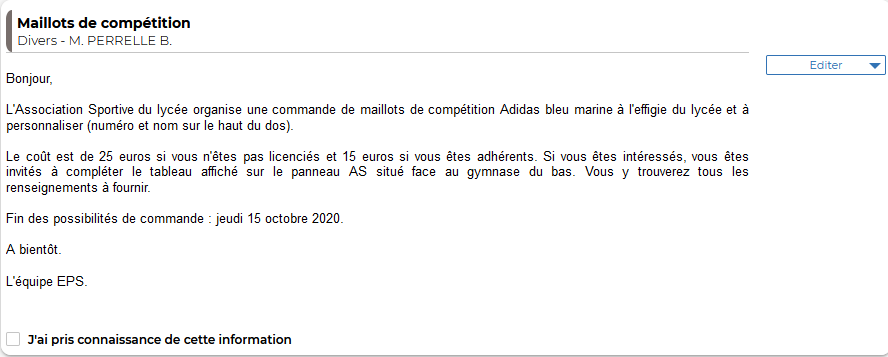 Maillots de compétition
Divers - M. PERRELLE B.
Editer
Bonjour,
L'Association Sportive du lycée organise une commande de maillots de compétition Adidas bleu marine à l'effigie du lycée et à
personnaliser (numéro et nom sur le haut du dos).
Le coût est de 25 euros si vous n'êtes pas licenciés et 15 euros si vous êtes adhérents. Si vous êtes intéressés, vous êtes
invités à compléter le tableau affiché sur le panneau AS situé face au gymnase du bas. Vous y trouverez tous les
renseignements à fournir.
Fin des possibilités de commande : jeudi 15 octobre 2020.
A bientôt.
L'équipe EPS.
J'ai pris connaissance de cette information